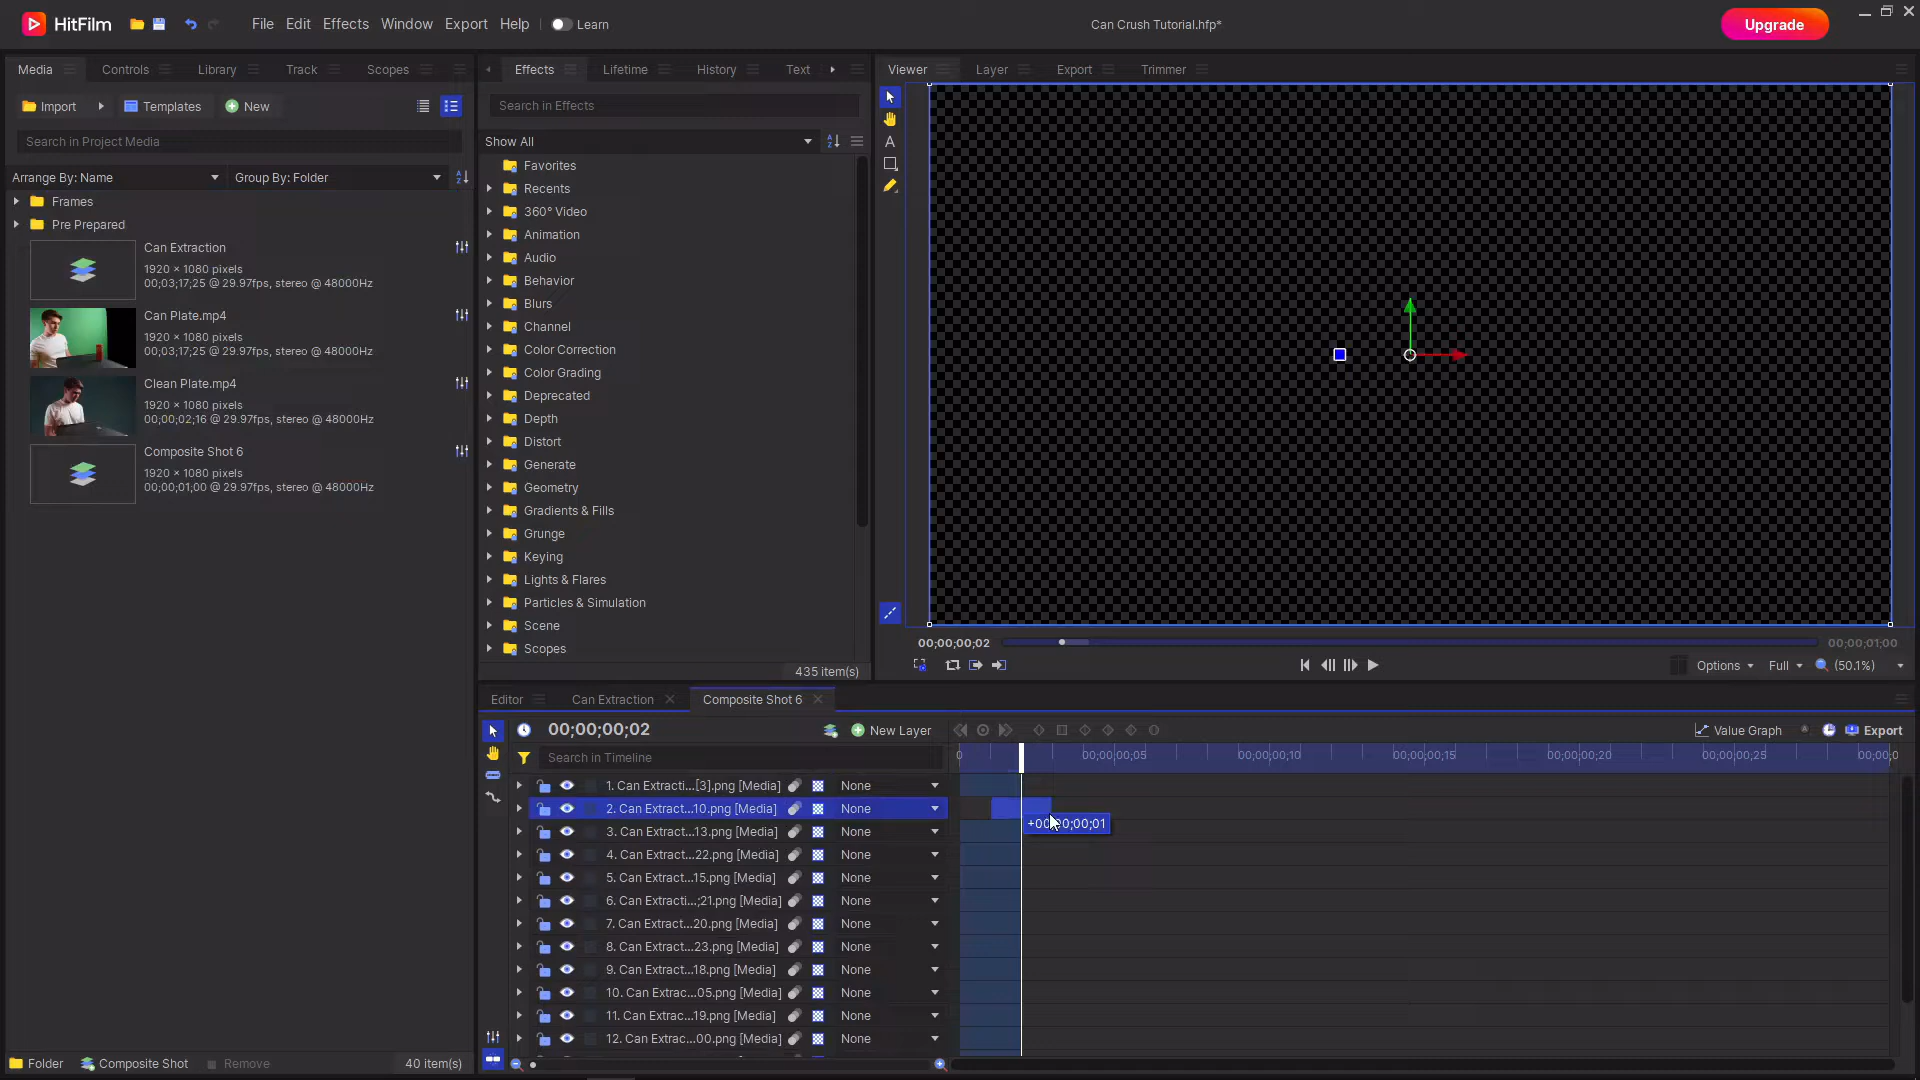 HitFilm
File
Edit
Effects
Window
Export
Help
Learn
Can Crush Tutorial.hfp*
Upgrade
Media
Controls
Library
Track
Scopes
Import
Templates
New
Search in Project Media
Arrange By: Name
Group By: Folder
Frames
Pre Prepared
Can Extraction
1920 × 1080 pixels
00;03;17;25 @ 29.97fps, stereo @ 48000Hz
Can Plate.mp4
1920 × 1080 pixels
00;03;17;25 @ 29.97fps, stereo @ 48000Hz
Clean Plate.mp4
1920 × 1080 pixels
00;00;02;16 @ 29.97fps, stereo @ 48000Hz
Composite Shot 6
1920 × 1080 pixels
00;00;01;00 @ 29.97fps, stereo @ 48000Hz
Folder
Composite Shot
Remove
40 item(s)
Effects
Lifetime
History
Text
Search in Effects
Show All
Favorites
Recents
360° Video
Animation
Audio
Behavior
Blurs
Channel
Color Correction
Color Grading
Deprecated
Depth
Distort
Generate
Geometry
Gradients & Fills
Grunge
Keying
Lights & Flares
Particles & Simulation
Scene
Scopes
435 item(s)
Viewer
Layer
Export
Trimmer
A
00;00;00;02
00;00;01;00
Options
Full
(50.1%)
Editor
Can Extraction
Composite Shot 6
00;00;00;02
New Layer
Value Graph
Export
Search in Timeline
0
00;00;00;05
00;00;00;10
00;00;00;15
00;00;00;20
00;00;00;25
00;00;0
1. Can Extracti...[3].png [Media]
None
2. Can Extract...10.png [Media]
None
3. Can Extract...13.png [Media]
None
4. Can Extract...22.png [Media]
None
5. Can Extract...15.png [Media]
None
6. Can Extracti...;21.png [Media]
None
7. Can Extract...20.png [Media]
None
8. Can Extract...23.png [Media]
None
9. Can Extract...18.png [Media]
None
10. Can Extrac...05.png [Media]
None
11. Can Extrac...19.png [Media]
None
12. Can Extrac...00.png [Media]
None